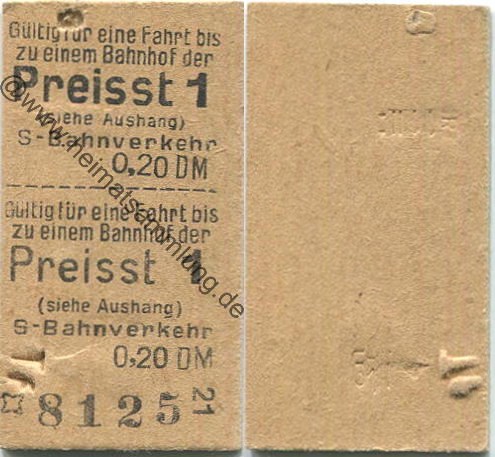 Gültig für eine Fahrt bis
zu einem Bahnhof der
Preisst 1
(siehe Aushang)
S-Bahnverkehr
0,20 DM
Gültig für eine Fahrt bis
zu einem Bahnhof der
Preisst 1
(siehe Aushang)
S-Bahnverkehr
0,20 DM
8125 21
©www.heimatsammlung.de